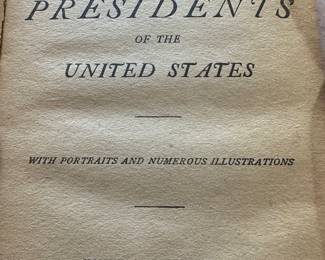 PRESIDENTS
OF THE
UNITED STATES
WITH PORTRAITS AND NUMEROUS ILLUSTRATIONS